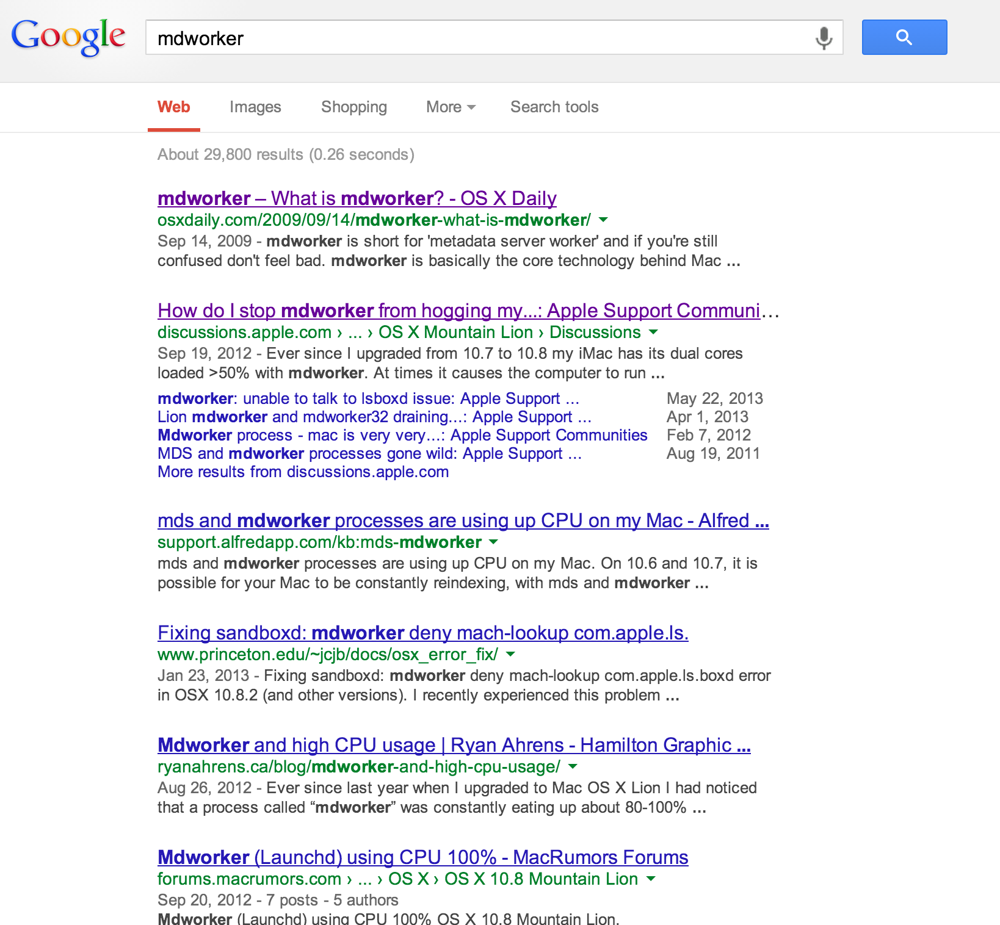 Google
mdworker
Web Images Shopping More Search tools
About 29,800 results (0.26 seconds)
mdworker – What is mdworker? - OS X Daily
osxdaily.com/2009/09/14/mdworker-what-is-mdworker/
Sep 14, 2009 - mdworker is short for 'metadata server worker' and if you're still
confused don't feel bad. mdworker is basically the core technology behind Mac ...
How do I stop mdworker from hogging my...: Apple Support Communi...
discussions.apple.com › ... › OS X Mountain Lion › Discussions
Sep 19, 2012 - Ever since I upgraded from 10.7 to 10.8 my iMac has its dual cores
loaded >50% with mdworker. At times it causes the computer to run ...
mdworker: unable to talk to lsboxd issue: Apple Support ... May 22, 2013
Lion mdworker and mdworker32 draining...: Apple Support ... Apr 1, 2013
Mdworker process - mac is very very...: Apple Support Communities Feb 7, 2012
MDS and mdworker processes gone wild: Apple Support ... Aug 19, 2011
More results from discussions.apple.com
mds and mdworker processes are using up CPU on my Mac - Alfred ...
support.alfredapp.com/kb:mds-mdworker
mds and mdworker processes are using up CPU on my Mac. On 10.6 and 10.7, it is
possible for your Mac to be constantly reindexing, with mds and mdworker ...
Fixing sandboxd: mdworker deny mach-lookup com.apple.ls.
www.princeton.edu/~jcjb/docs/osx_error_fix/
Jan 23, 2013 - Fixing sandboxd: mdworker deny mach-lookup com.apple.ls.boxd error
in OSX 10.8.2 (and other versions). I recently experienced this problem ...
Mdworker and high CPU usage | Ryan Ahrens - Hamilton Graphic ...
ryanahrens.ca/blog/mdworker-and-high-cpu-usage/
Aug 26, 2012 - Ever since last year when I upgraded to Mac OS X Lion I had noticed
that a process called “mdworker” was constantly eating up about 80-100% ...
Mdworker (Launchd) using CPU 100% - MacRumors Forums
forums.macrumors.com › ... › OS X › OS X 10.8 Mountain Lion
Sep 20, 2012 - 7 posts - 5 authors
Mdworker (Launchd) using CPU 100% OS X 10.8 Mountain Lion.